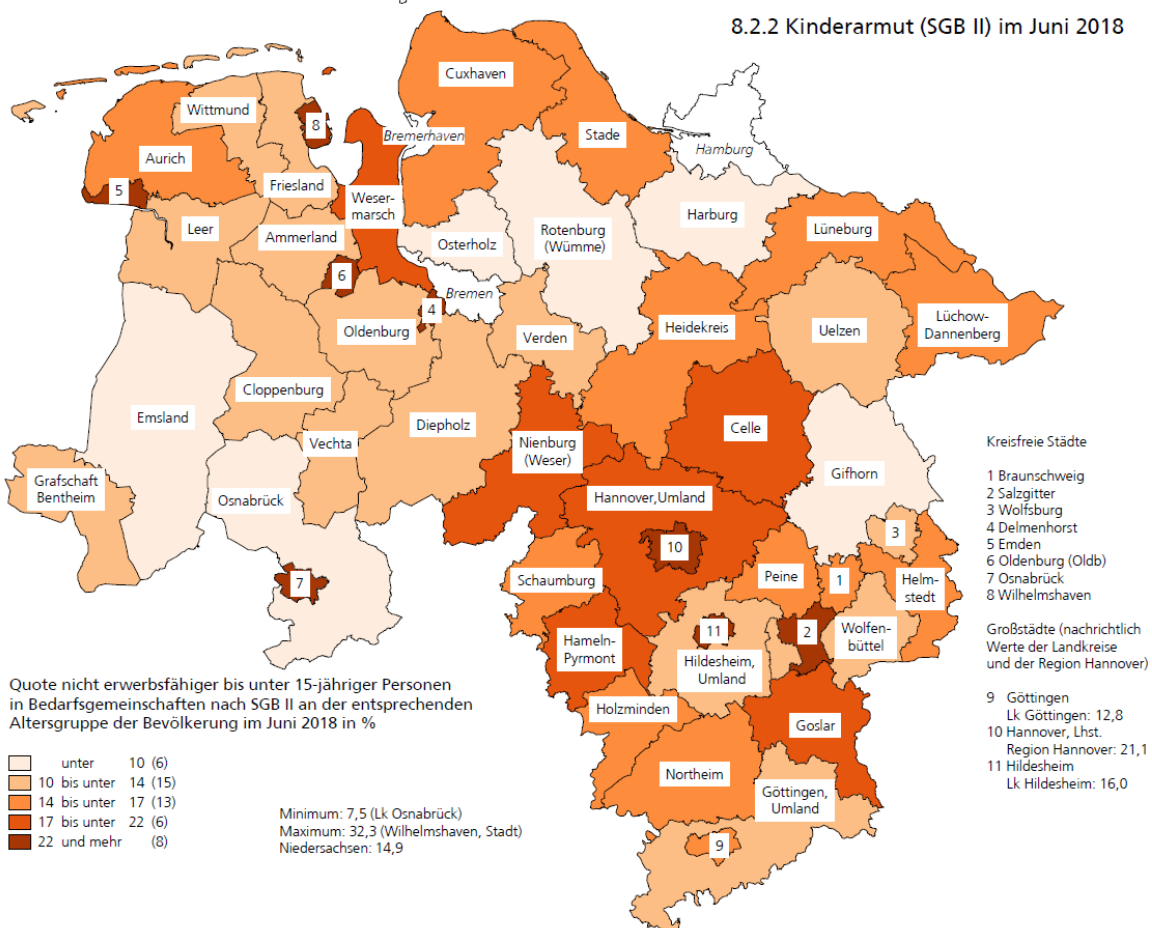 8.2.2 Kinderarmut (SGB II) im Juni 2018
Cuxhaven
Wittmund
8
Bremerhaven
Stade
Hamburg
Aurich
5
Friesland
Weser-
marsch
Harburg
Leer
Ammerland
Osterholz
Rotenburg
(Wümme)
Lüneburg
6
Bremen
4
Oldenburg
Verden
Heidekreis
Uelzen
Lüchow-
Dannenberg
Cloppenburg
Emsland
Diepholz
Vechta
Nienburg
(Weser)
Celle
Gifhorn
Grafschaft
Bentheim
Osnabrück
Hannover,Umland
3
10
7
Schaumburg
Peine
1
Helm-
stedt
11
2
Wolfen-
büttel
Hameln-
Pyrmont
Hildesheim,
Umland
Holzminden
Goslar
Northeim
Göttingen,
Umland
9
Kreisfreie Städte
1 Braunschweig
2 Salzgitter
3 Wolfsburg
4 Delmenhorst
5 Emden
6 Oldenburg (Oldb)
7 Osnabrück
8 Wilhelmshaven
Großstädte (nachrichtlich
Werte der Landkreise
und der Region Hannover)
9 Göttingen
Lk Göttingen: 12,8
10 Hannover, Lhst.
Region Hannover: 21,1
11 Hildesheim
Lk Hildesheim: 16,0
Quote nicht erwerbsfähiger bis unter 15-jähriger Personen
in Bedarfsgemeinschaften nach SGB II an der entsprechenden
Altersgruppe der Bevölkerung im Juni 2018 in %
unter 10 (6)
10 bis unter 14 (15)
14 bis unter 17 (13)
17 bis unter 22 (6)
22 und mehr (8)
Minimum: 7,5 (Lk Osnabrück)
Maximum: 32,3 (Wilhelmshaven, Stadt)
Niedersachsen: 14,9